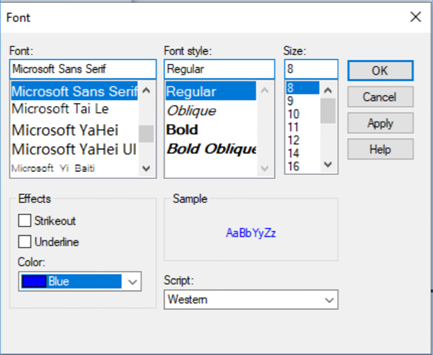 Font
Font:
Microsoft Sans Serif
Microsoft Sans Serif
Microsoft Tai Le
Microsoft YaHei
Microsoft YaHei UI
Microsoft Yi Baiti
Font style:
Regular
Regular
Oblique
Bold
Bold Oblique
Size:
8
8
9
10
11
12
14
16
OK
Cancel
Apply
Help
Effects
Strikeout
Underline
Color:
Blue
Sample
AaBbYyZz
Script:
Western